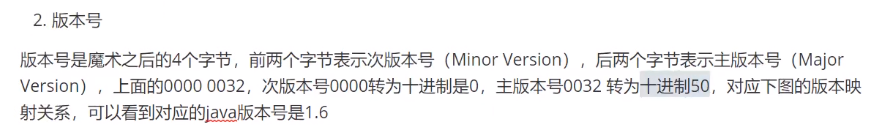 2. 版本号
版本号是魔术之后的4个字节，前两个字节表示次版本号（Minor Version），后两个字节表示主版本号（Major
Version），上面的0000 0032，次版本号0000转为十进制是0，主版本号0032 转为十进制50，对应下图的版本映
射关系，可以看到对应的java版本号是1.6